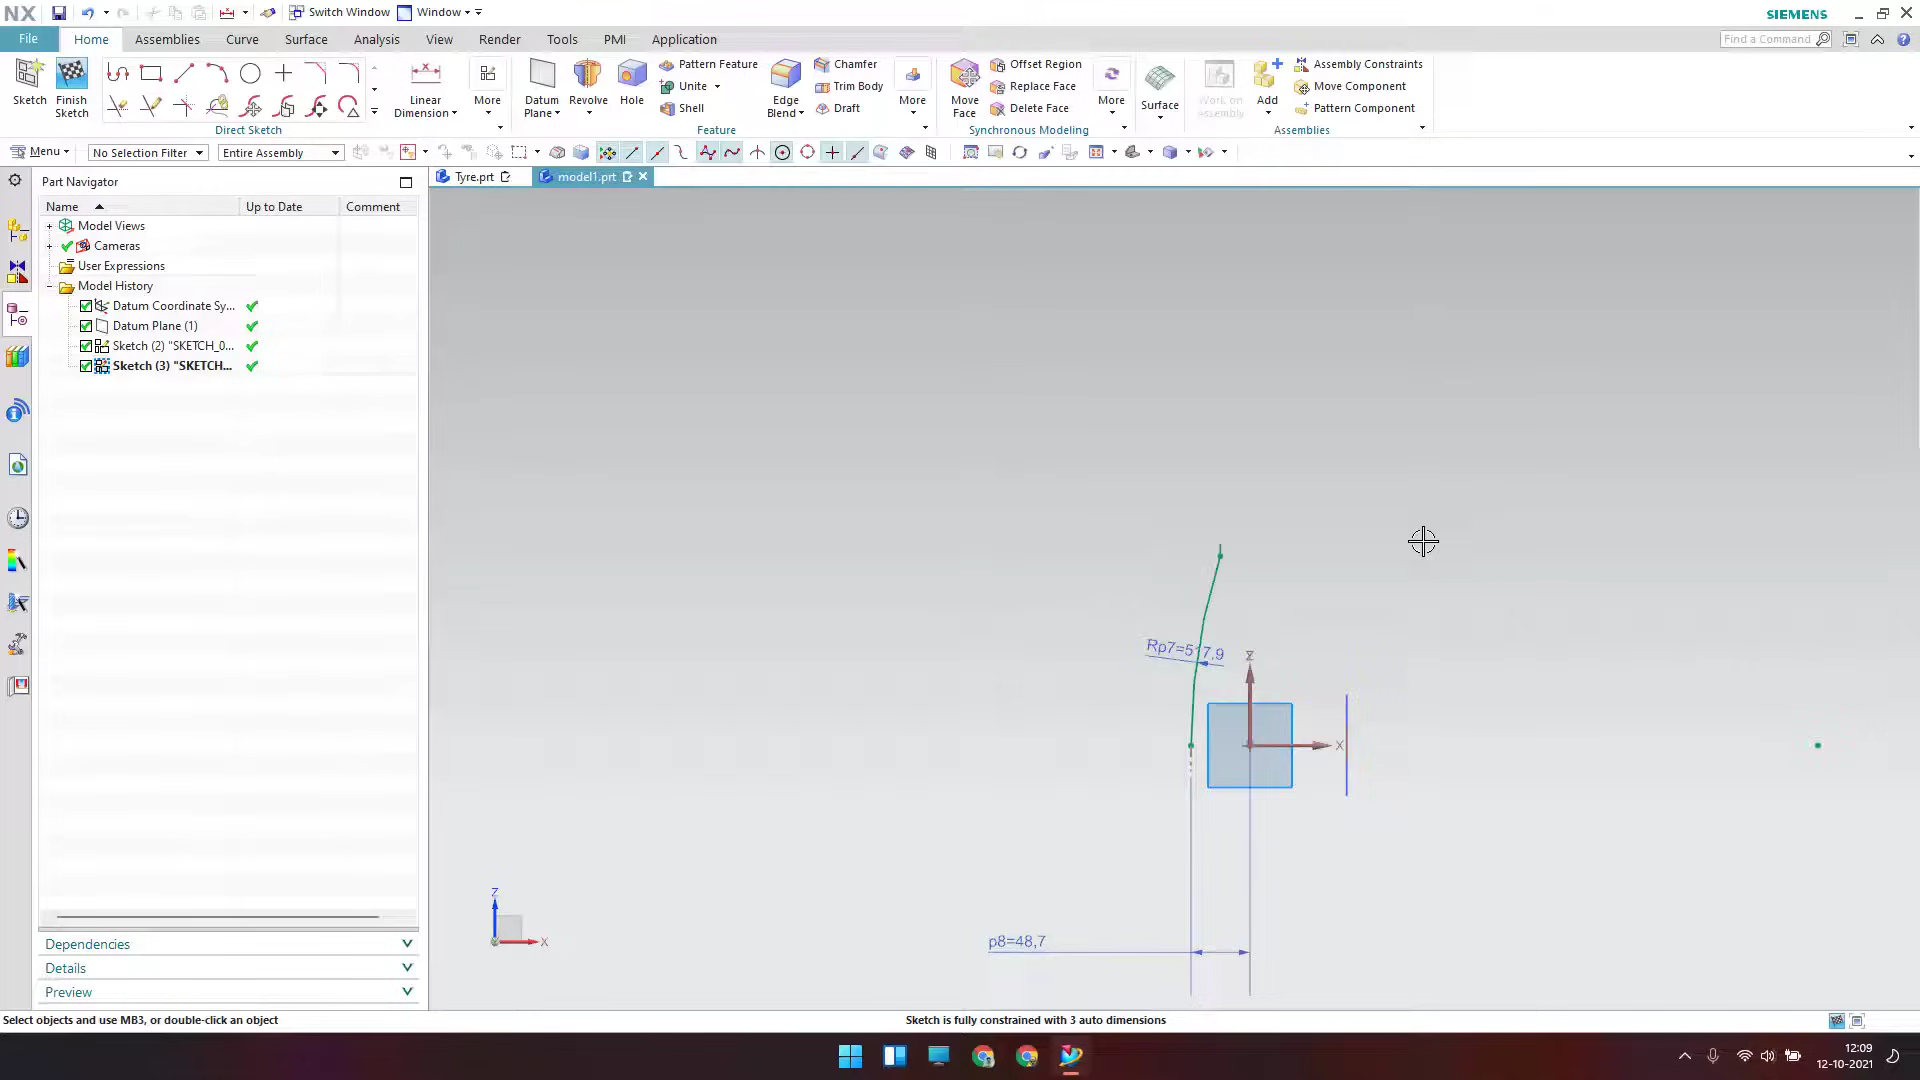 NX
Switch Window
Window
SIEMENS
File
Home
Assemblies
Curve
Surface
Analysis
View
Render
Tools
PMI
Application
Find a Command
Sketch
Finish Sketch
Direct Sketch
Linear Dimension
More
Datum Plane
Revolve
Hole
Pattern Feature
Unite
Shell
Edge Blend
Chamfer
Trim Body
Draft
More
Feature
Move Face
Offset Region
Replace Face
Delete Face
More
Synchronous Modeling
Surface
Work on Assembly
Add
Assembly Constraints
Move Component
Pattern Component
Assemblies
Menu
No Selection Filter
Entire Assembly
Part Navigator
Tyre.prt
model1.prt
Name
Up to Date
Comment
Model Views
Cameras
User Expressions
Model History
Datum Coordinate Sy...
Datum Plane (1)
Sketch (2) "SKETCH_0...
Sketch (3) "SKETCH...
Z
X
p8=48,7
Z
X
Dependencies
Details
Preview
Select objects and use MB3, or double-click an object
Sketch is fully constrained with 3 auto dimensions
12:09
12-10-2021